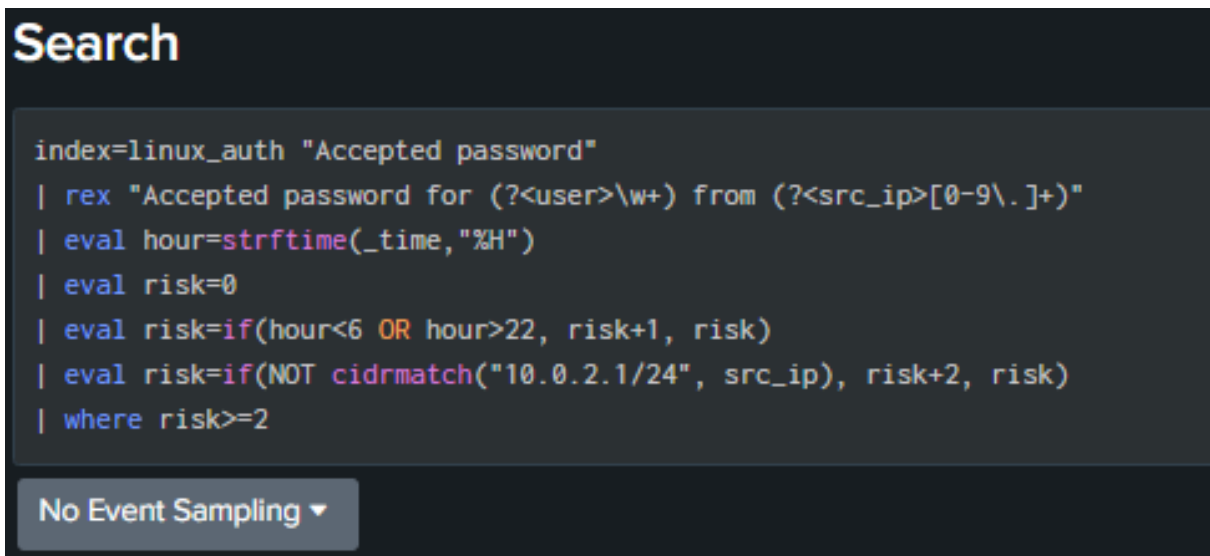 Search
index=linux_auth "Accepted password"
| rex "Accepted password for (?<user>\w+) from (?<src_ip>[0-9\.]+)"
| eval hour=strftime(_time,"%H")
| eval risk=0
| eval risk=if(hour<6 OR hour>22, risk+1, risk)
| eval risk=if(NOT cidrmatch("10.0.2.1/24", src_ip), risk+2, risk)
| where risk>=2
No Event Sampling